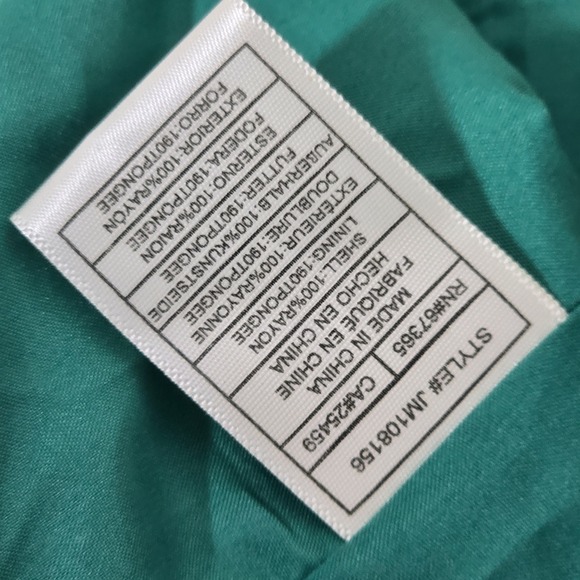 STYLE# JM108156
RN#67365
CA#25459
MADE IN CHINA
HECHO EN CHINA
FABRIQUÉ EN CHINE
SHELL:100%RAYON
LINING:190TPONGEE
EXTÉRIEUR:100%RAYONNE
DOUBLURE:190TPONGEE
AUBERHALB:100%KUNSTSEIDE
FUTTER:190TPONGEE
ESTERNO:100%RAION
FODERA:190TPONGEE
EXTERIOR:100%RAYON
FORRO:190TPONGEE